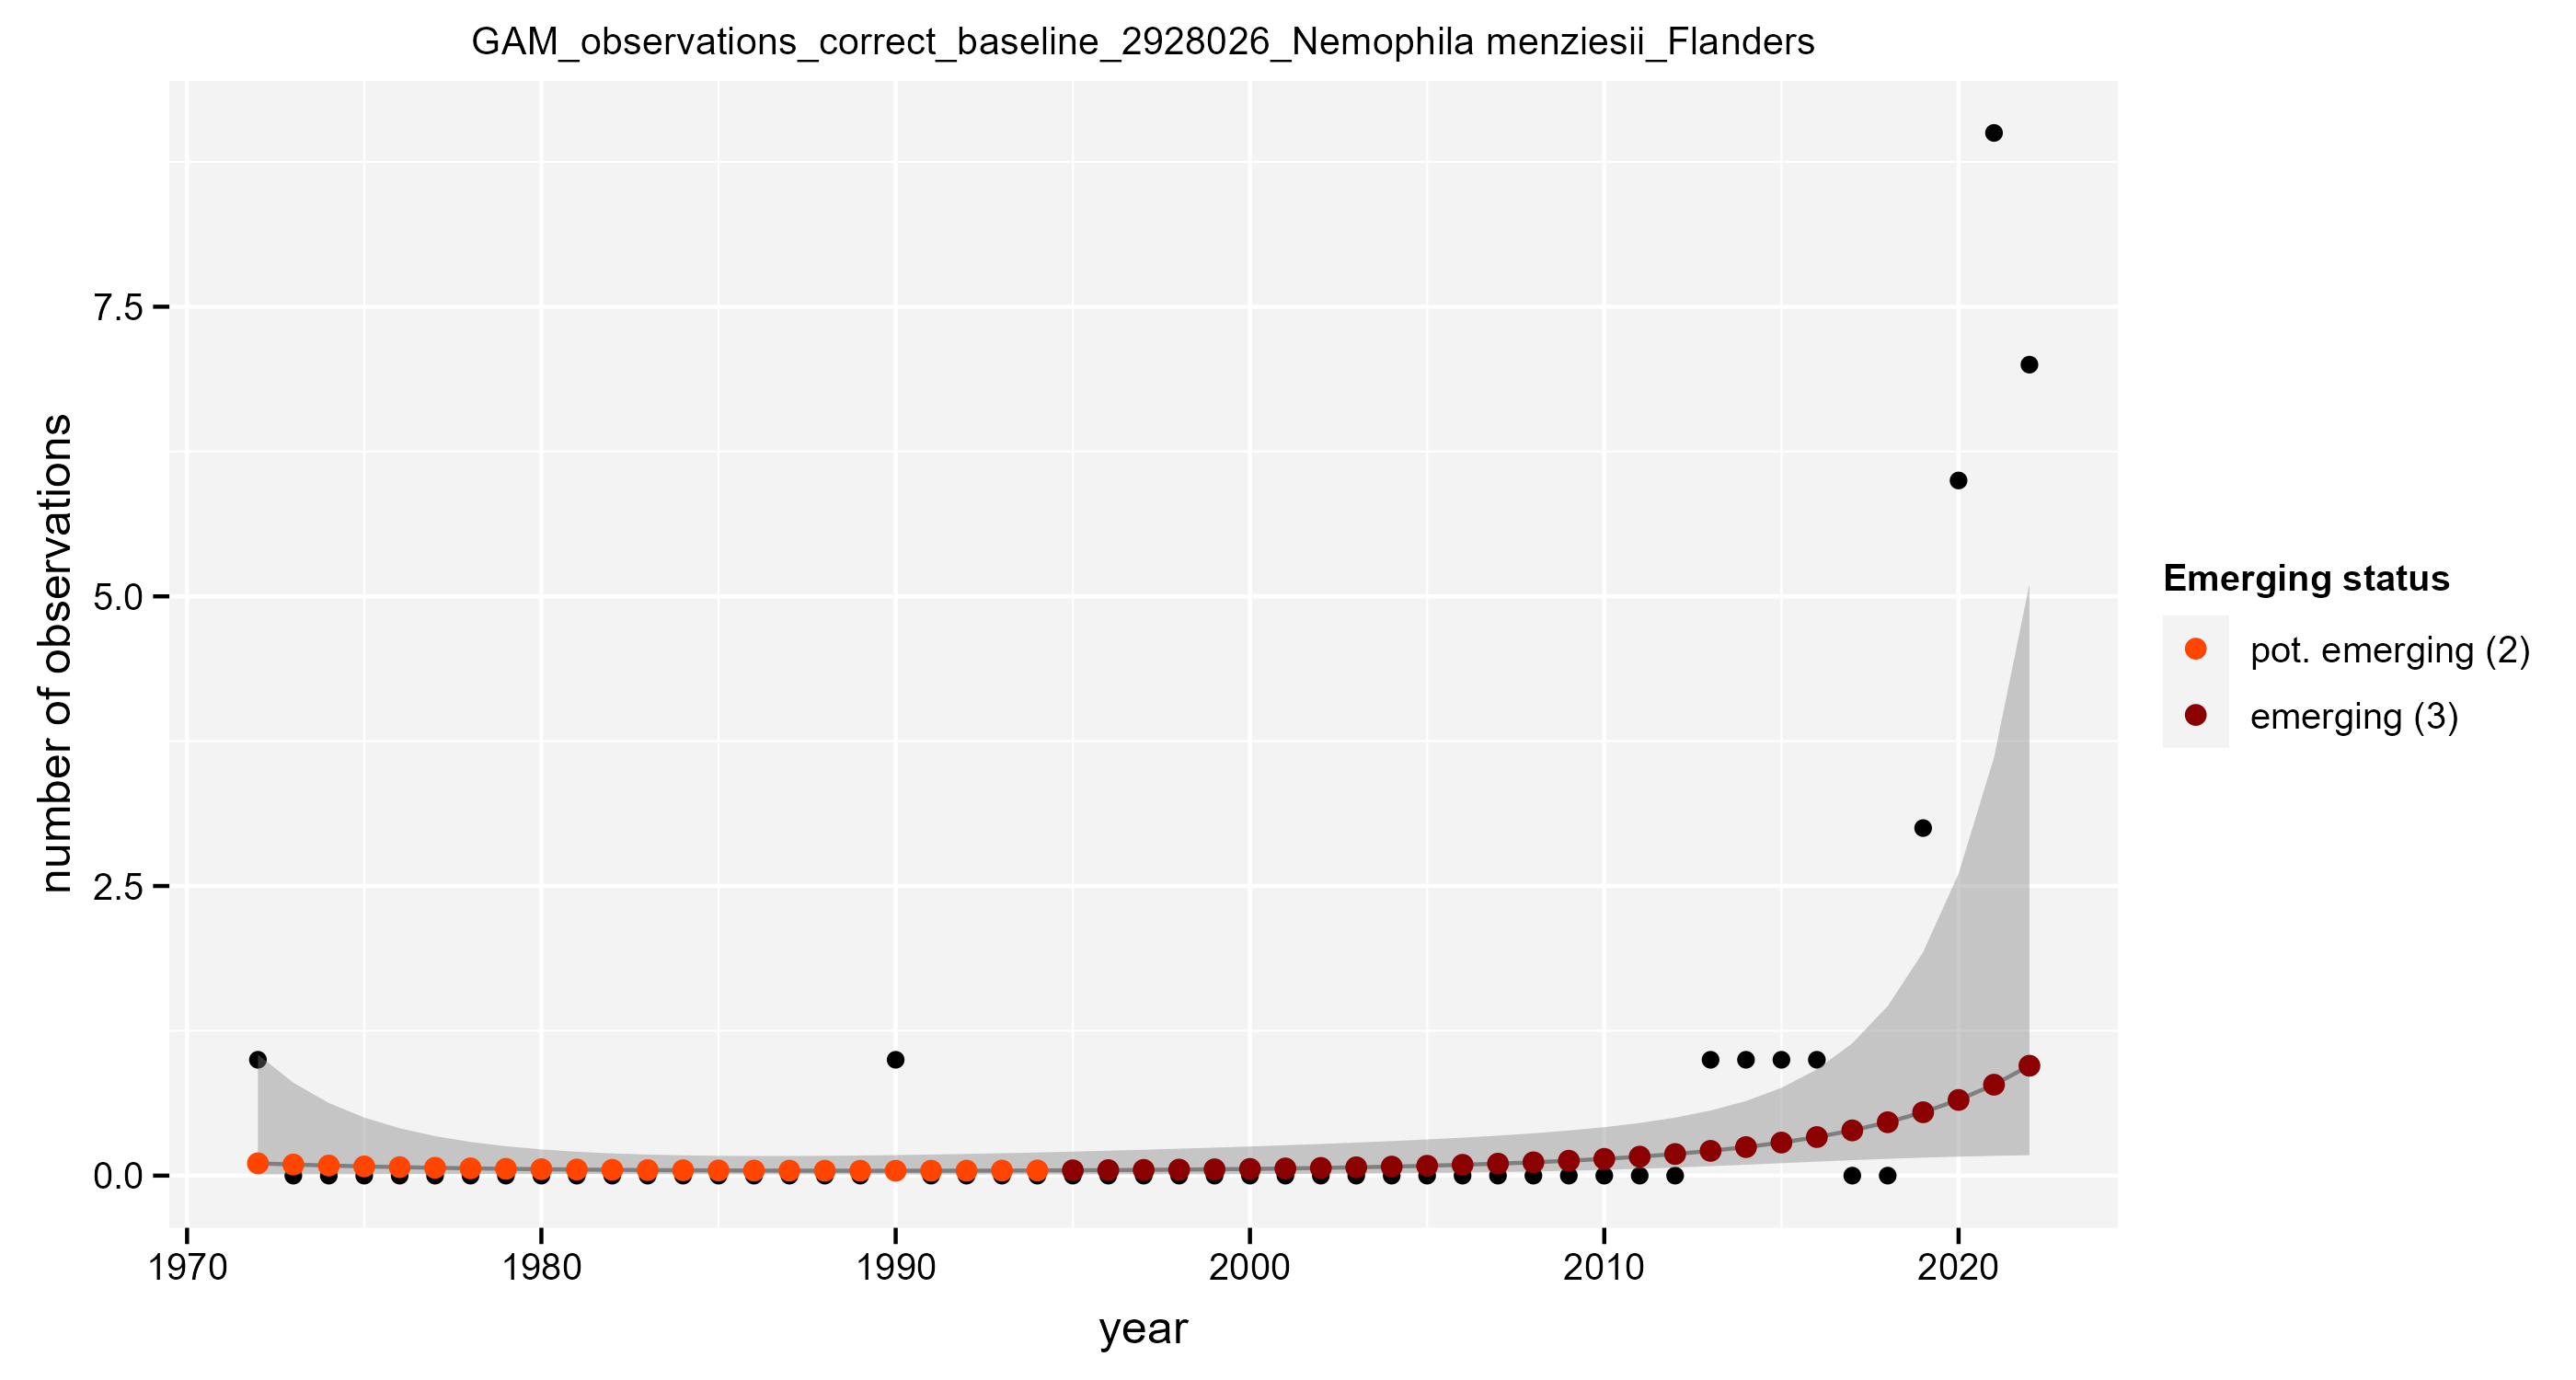 GAM_observations_correct_baseline_2928026_Nemophila menziesii_Flanders
number of observations
7.5
5.0
2.5
0.0
1970 1980 1990 2000 2010 2020
year
Emerging status
pot. emerging (2)
emerging (3)